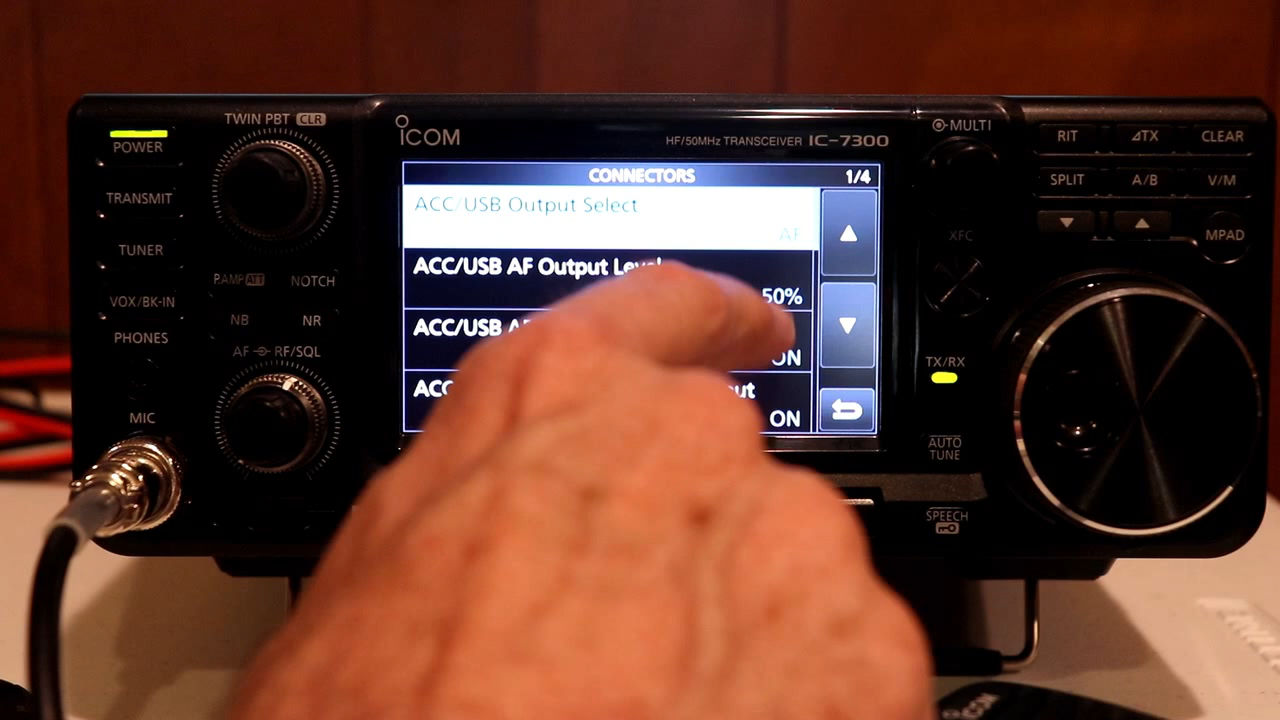 TWIN PBT CLR
POWER
TRANSMIT
TUNER
P.AMP ATT NOTCH
VOX/BK-IN
NB NR
PHONES
AF RF/SQL
MIC
ICOM
HF/50MHz TRANSCEIVER IC-7300
CONNECTORS 1/4
ACC/USB Output Select
AF
ACC/USB AF Output Level
50%
ACC/USB
ON
ON
MULTI
RIT ⊿TX CLEAR
SPLIT A/B V/M
XFC
MPAD
TX/RX
AUTO
TUNE
SPEECH
ICOM